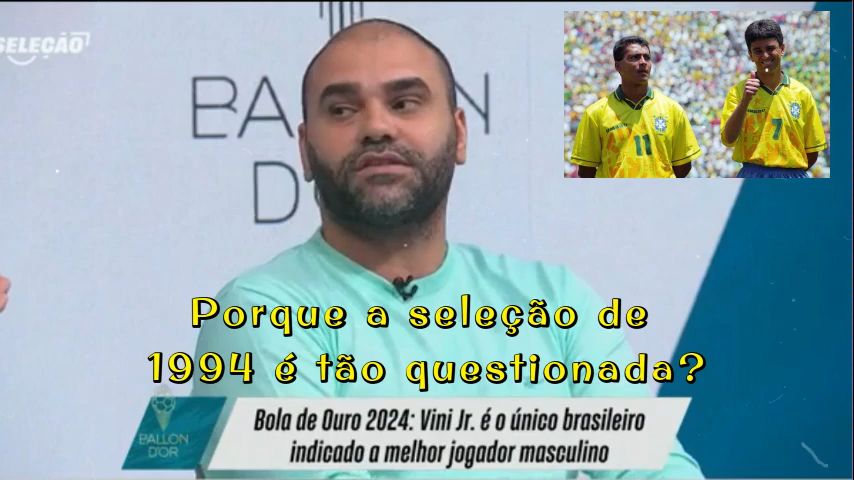 SELEÇÃO
BALLON
D'OR
11
7
Porque a seleção de
1994 é tão questionada?
BALLON
D'OR
Bola de Ouro 2024: Vini Jr. é o único brasileiro
indicado a melhor jogador masculino